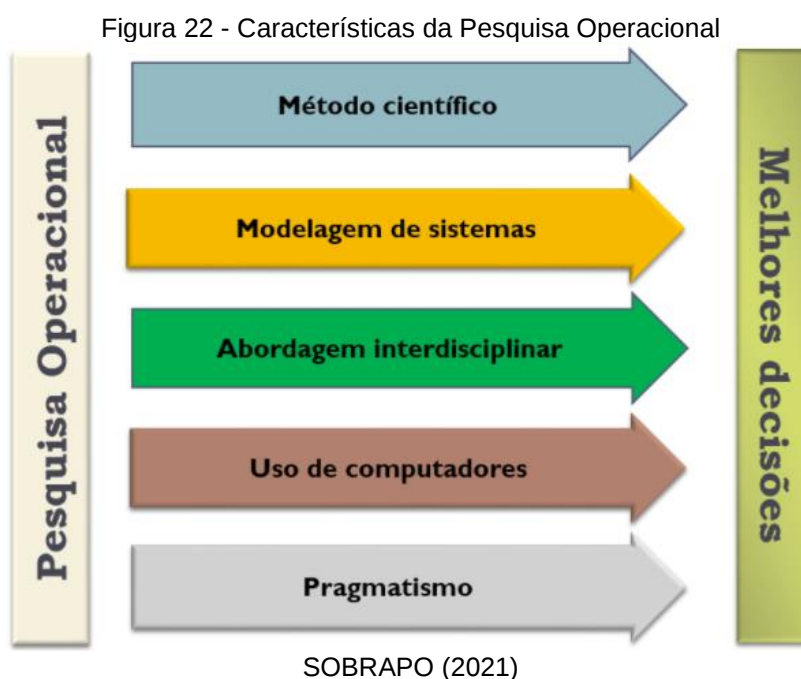 Figura 22 - Características da Pesquisa Operacional
Pesquisa Operacional
Método científico
Modelagem de sistemas
Abordagem interdisciplinar
Uso de computadores
Pragmatismo
Melhores decisões
SOBRAPO (2021)